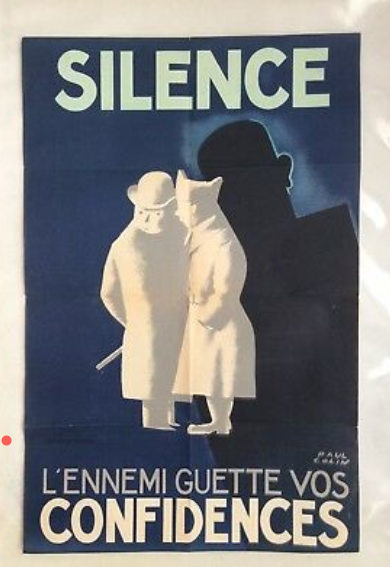 SILENCE
PAUL
COLIN
L'ENNEMI GUETTE VOS
CONFIDENCES